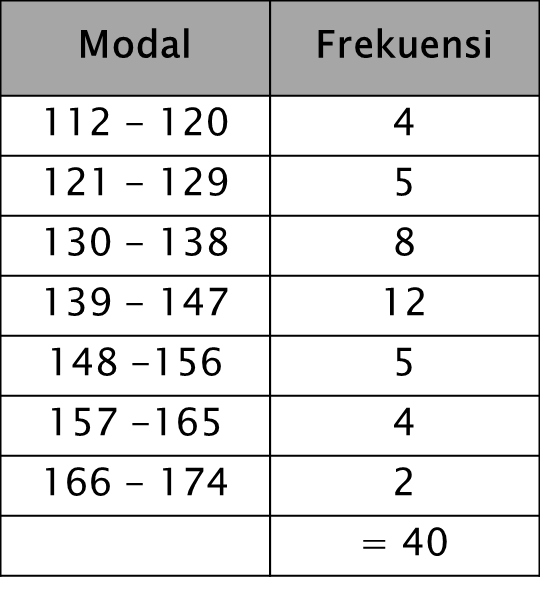 Modal Frekuensi
112 – 120 4
121 – 129 5
130 – 138 8
139 – 147 12
148 –156 5
157 –165 4
166 – 174 2
= 40